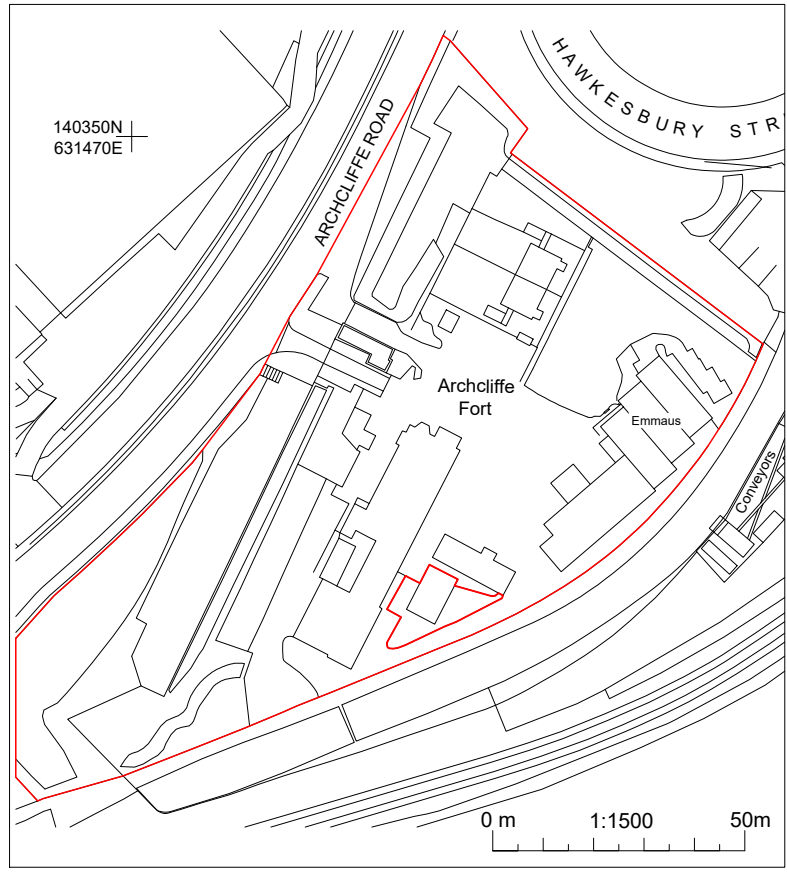 HAWKESBURY STR
140350N
631470E
ARCHCLIFFE ROAD
Archcliffe
Fort
Emmaus
Conveyors
0 m 1:1500 50m